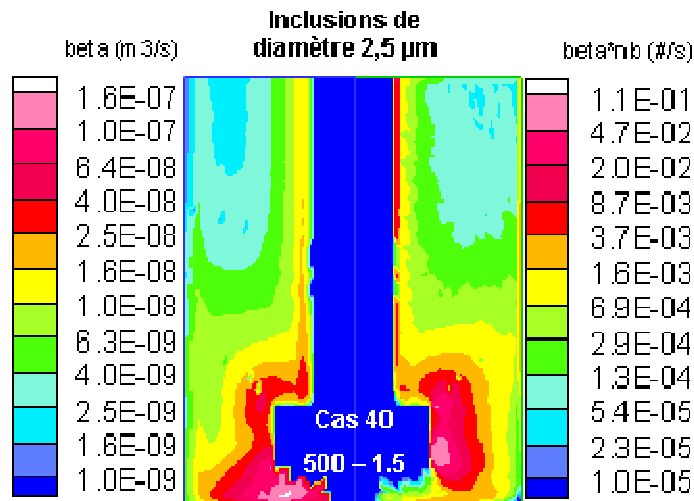 Inclusions de
diamètre 2,5 µm
beta (m3/s)
1.6E-07
1.0E-07
6.4E-08
4.0E-08
2.5E-08
1.6E-08
1.0E-08
6.3E-09
4.0E-09
2.5E-09
1.6E-09
1.0E-09
Cas 40
500 – 1.5
beta*nb (#/s)
1.1E-01
4.7E-02
2.0E-02
8.7E-03
3.7E-03
1.6E-03
6.9E-04
2.9E-04
1.3E-04
5.4E-05
2.3E-05
1.0E-05